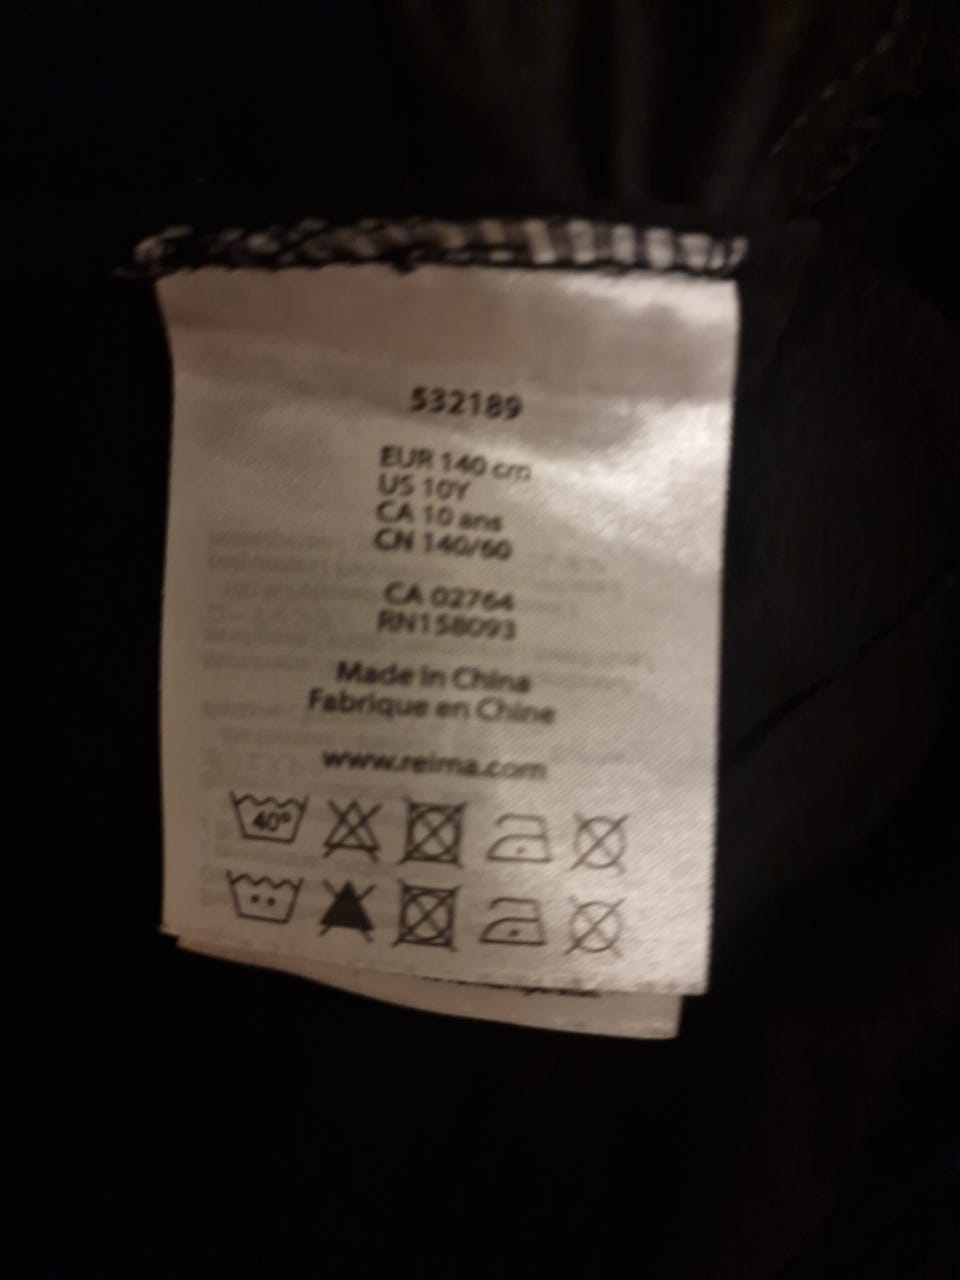 532189
EUR 140 cm
US 10Y
CA 10 ans
CN 140/60
CA 02764
RN158093
Made in China
Fabrique en Chine
www.reima.com
40°